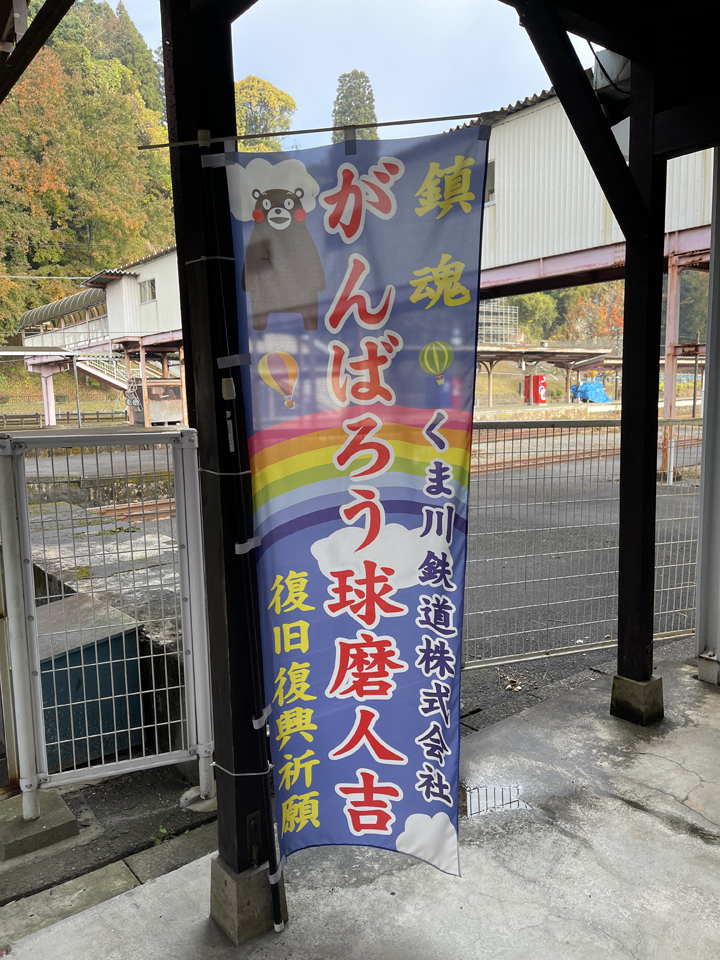 鎮魂
がんばろう球磨人吉
くま川鉄道株式会社
復旧復興祈願